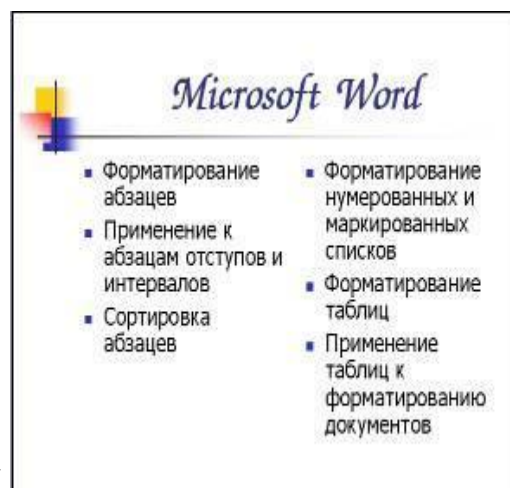 Microsoft Word
Форматирование
абзацев
Применение к
абзацам отступов и
интервалов
Сортировка
абзацев
Форматирование
нумерованных и
маркированных
списков
Форматирование
таблиц
Применение
таблиц к
форматированию
документов